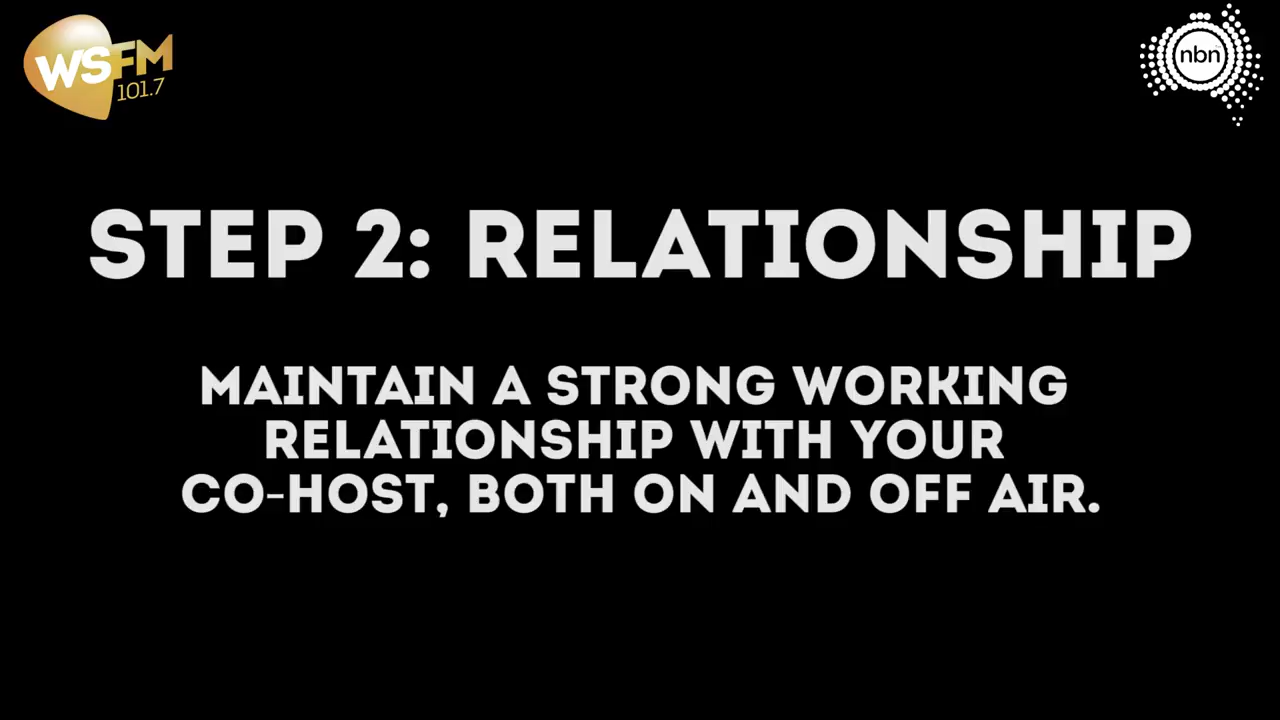 WSFM
101.7
nbn
STEP 2: RELATIONSHIP
MAINTAIN A STRONG WORKING
RELATIONSHIP WITH YOUR
CO-HOST, BOTH ON AND OFF AIR.